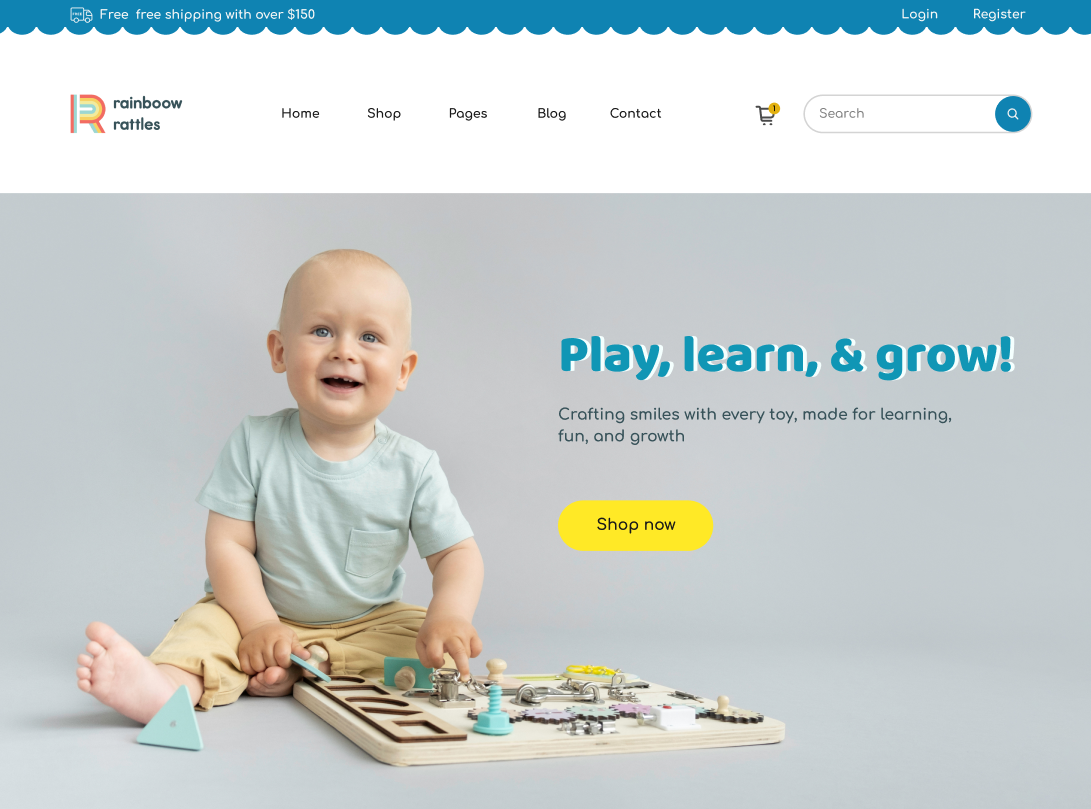 FREE
Free  free shipping with over $150
Login
Register
rainboow
rattles
Home
Shop
Pages
Blog
Contact
1
Search
Play, learn, & grow!
Crafting smiles with every toy, made for learning,
fun, and growth
Shop now